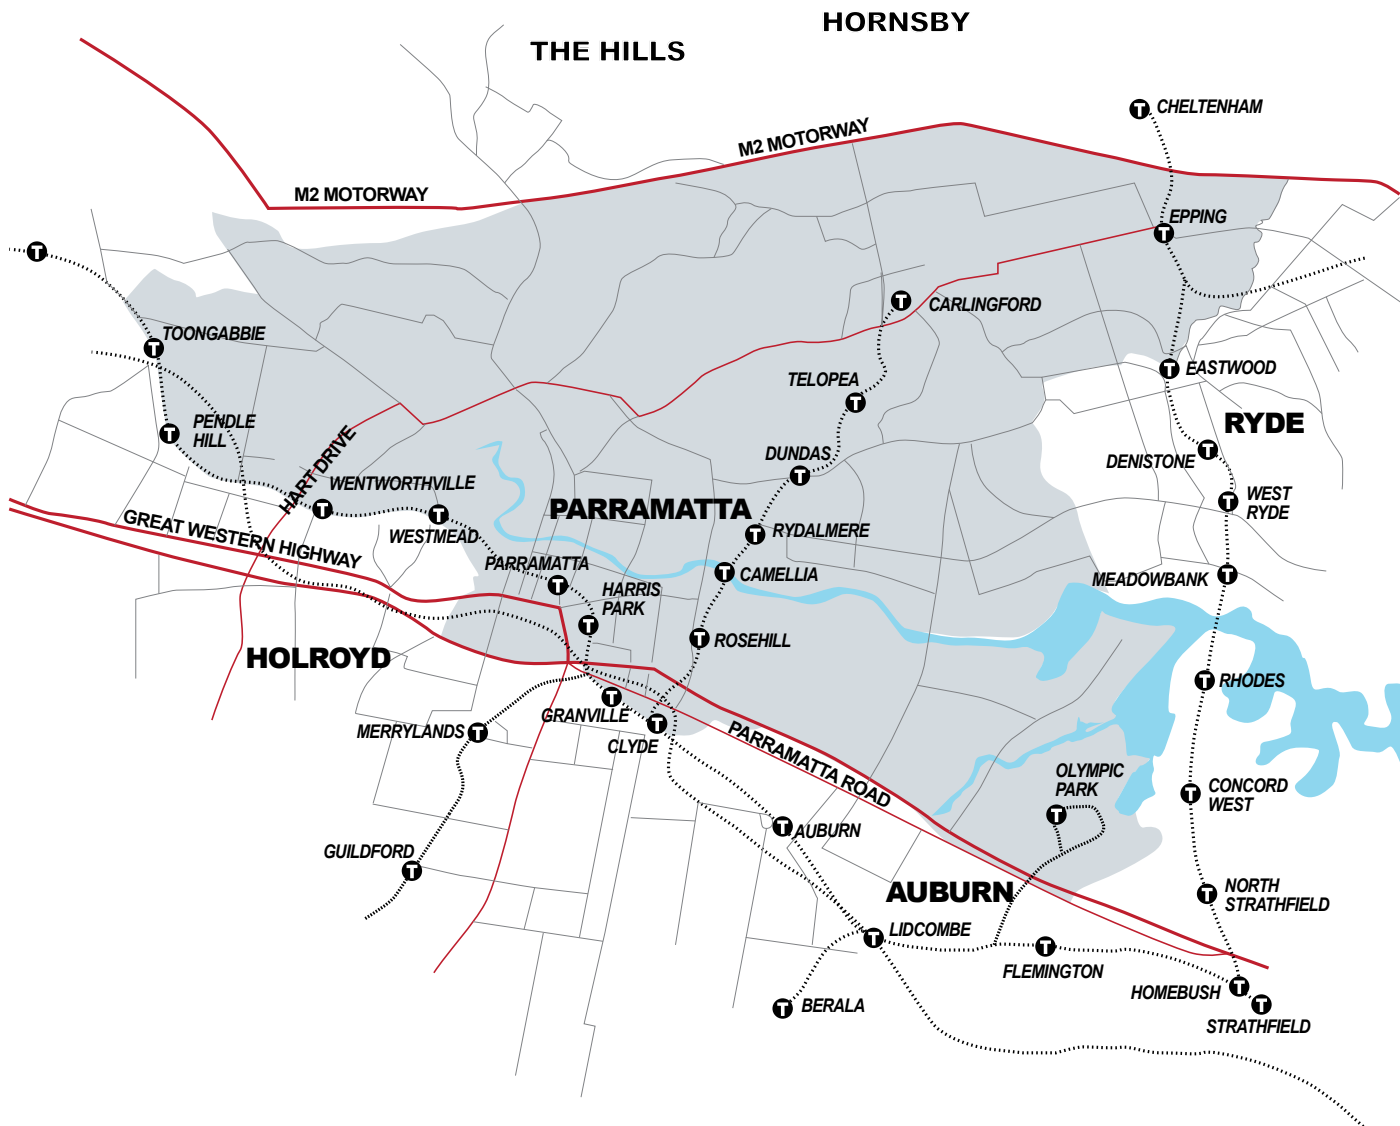 HORNSBY
THE HILLS
CHELTENHAM
M2 MOTORWAY
M2 MOTORWAY
EPPING
CARLINGFORD
TOONGABBIE
EASTWOOD
TELOPEA
PENDLE
HILL
RYDE
HART DRIVE
DUNDAS
DENISTONE
WENTWORTHVILLE
WEST
RYDE
PARRAMATTA
GREAT WESTERN HIGHWAY
WESTMEAD
RYDALMERE
PARRAMATTA
CAMELLIA
MEADOWBANK
HARRIS
PARK
ROSEHILL
HOLROYD
RHODES
GRANVILLE
MERRYLANDS
CLYDE
PARRAMATTA ROAD
OLYMPIC
PARK
CONCORD
WEST
AUBURN
GUILDFORD
AUBURN
NORTH
STRATHFIELD
LIDCOMBE
FLEMINGTON
HOMEBUSH
BERALA
STRATHFIELD